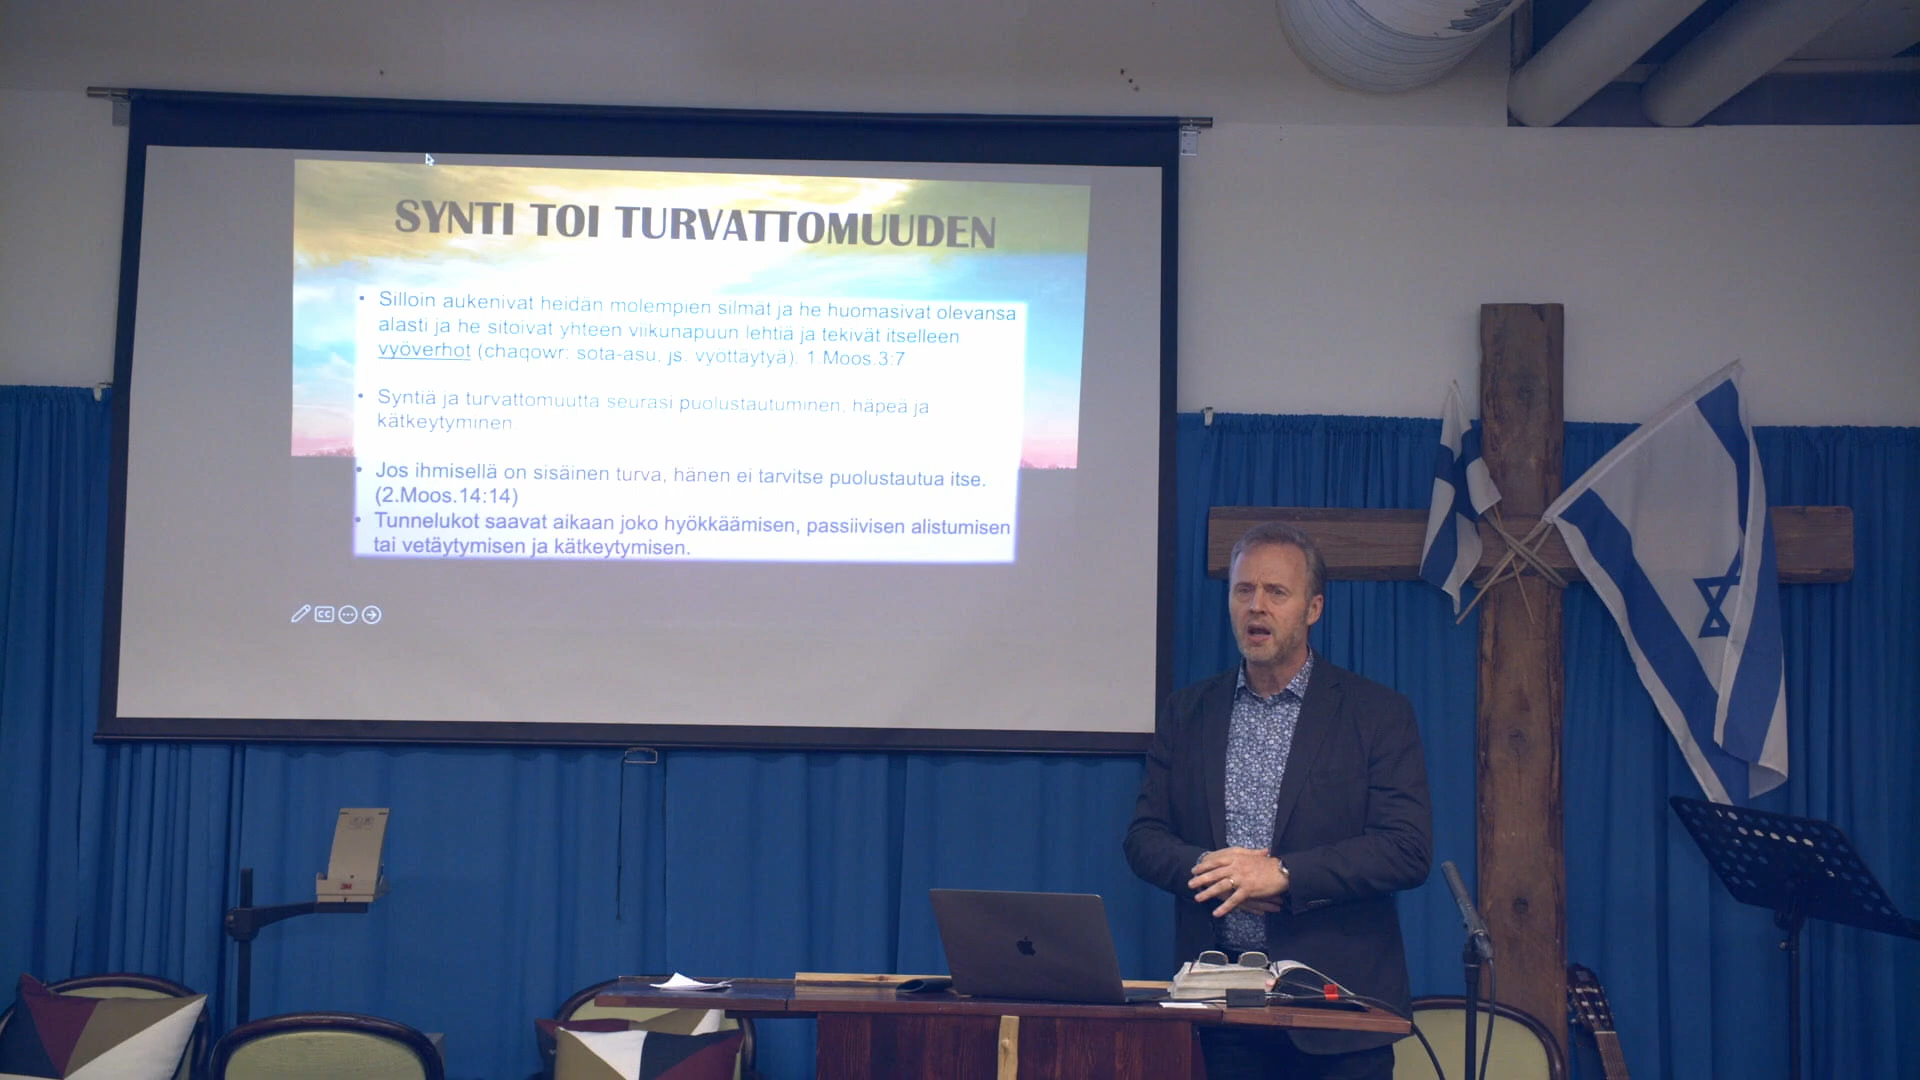 SYNTI TOI TURVATTOMUUDEN
• Silloin aukenivat heidän molempien silmät ja he huomasivat olevansa
alasti ja he sitoivat yhteen viikunapuun lehtiä ja tekivät itselleen
vyöverhot (chaqowr: sota-asu, js. vyöttäytyä). 1 Moos.3:7
• Syntiä ja turvattomuutta seurasi puolustautuminen, häpeä ja
kätkeytyminen.
• Jos ihmisellä on sisäinen turva, hänen ei tarvitse puolustautua itse.
(2.Moos.14:14)
• Tunnelukot saavat aikaan joko hyökkäämisen, passiivisen alistumisen
tai vetäytymisen ja kätkeytymisen.
CC
3M